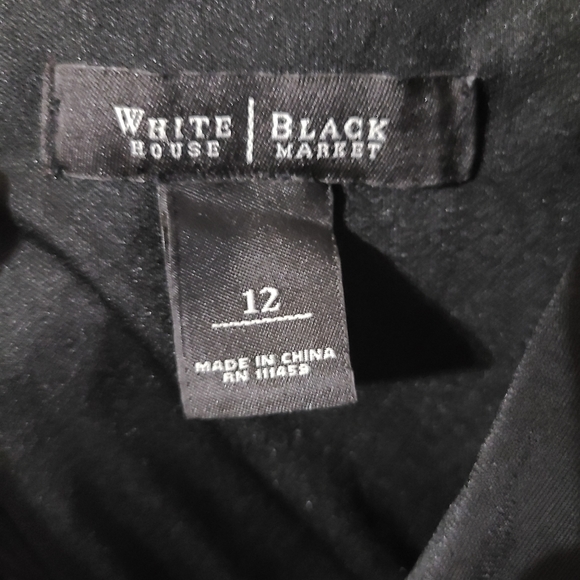 WHITE | BLACK
HOUSE | MARKET
12
MADE IN CHINA
RN 111459